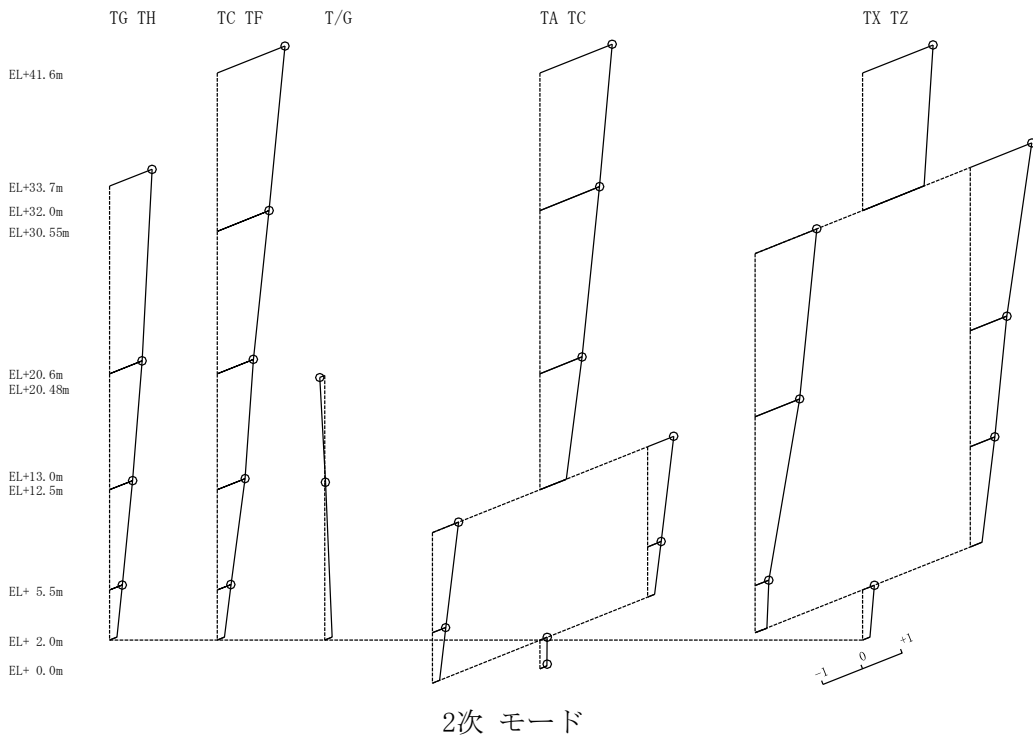 TG TH TC TF T/G TA TC TX TZ
EL+41.6m
EL+33.7m
EL+32.0m
EL+30.55m
EL+20.6m
EL+20.48m
EL+13.0m
EL+12.5m
EL+ 5.5m
EL+ 2.0m
EL+ 0.0m
-1 0 +1
2次 モード